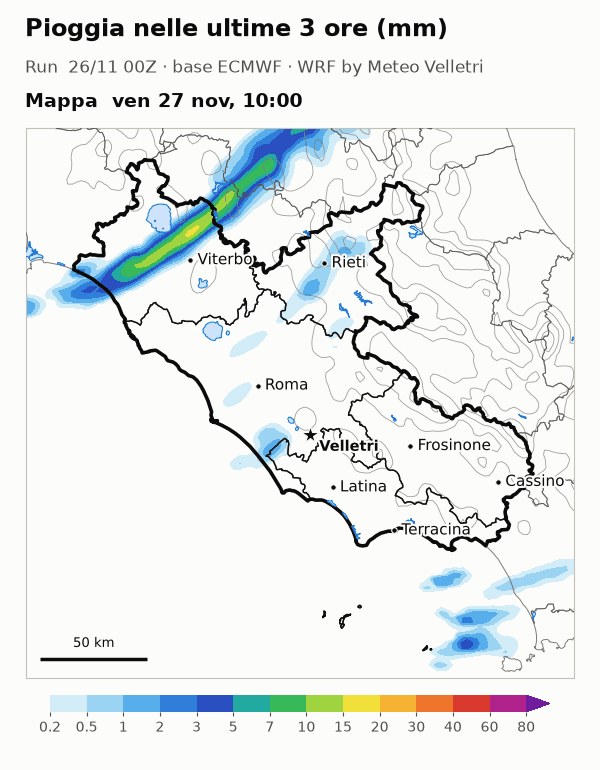 Pioggia nelle ultime 3 ore (mm)
Run  26/11 00Z · base ECMWF · WRF by Meteo Velletri
Mappa  ven 27 nov, 10:00
Viterbo
Rieti
Roma
Velletri
Frosinone
Cassino
Latina
Terracina
50 km
0.2 0.5 1 2 3 5 7 10 15 20 30 40 60 80